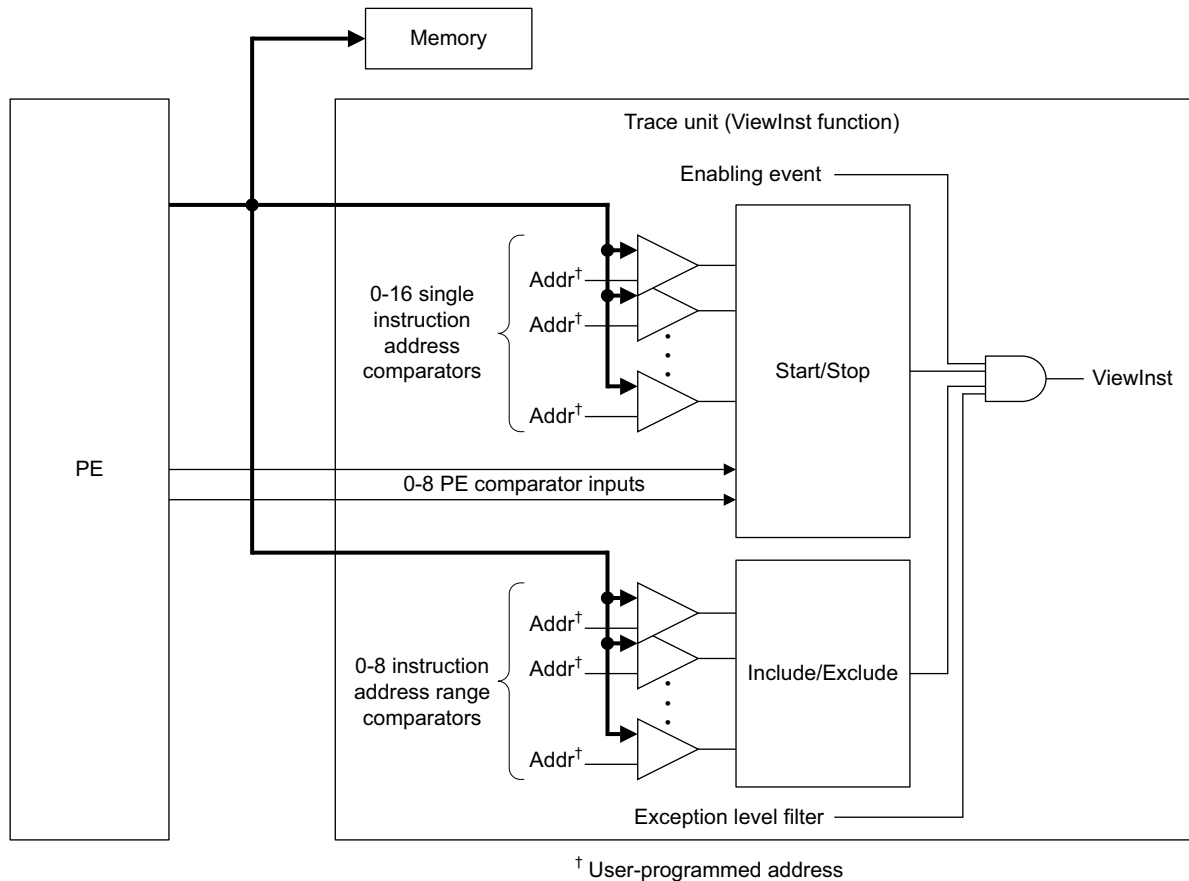 Memory
Trace unit (ViewInst function)
Enabling event
Addr†
0-16 single
instruction
address
comparators
Addr†
Addr†
Start/Stop
ViewInst
PE
0-8 PE comparator inputs
Addr†
0-8 instruction
address range
comparators
Addr†
Addr†
Include/Exclude
Exception level filter
† User-programmed address